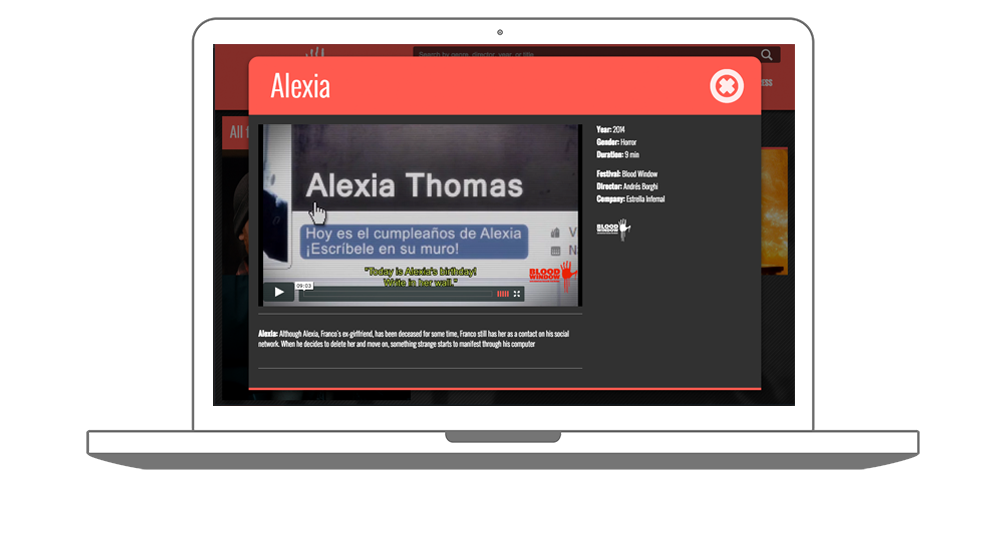 Search by genre, director, year, or title
Alexia
ESS
All f
Alexia Thomas
Hoy es el cumpleaños de Alexia
¡Escríbele en su muro!
V
N
"Today is Alexia's birthday!
Write in her wall."
BLOOD
WINDOW
09:03
Year: 2014
Gender: Horror
Duration: 9 min
Festival: Blood Window
Director: Andrés Borghi
Company: Estrella Infernal
BLOOD
WINDOW
Alexia: Although Alexia, Franco's ex-girlfriend, has been deceased for some time, Franco still has her as a contact on his social
network. When he decides to delete her and move on, something strange starts to manifest through his computer